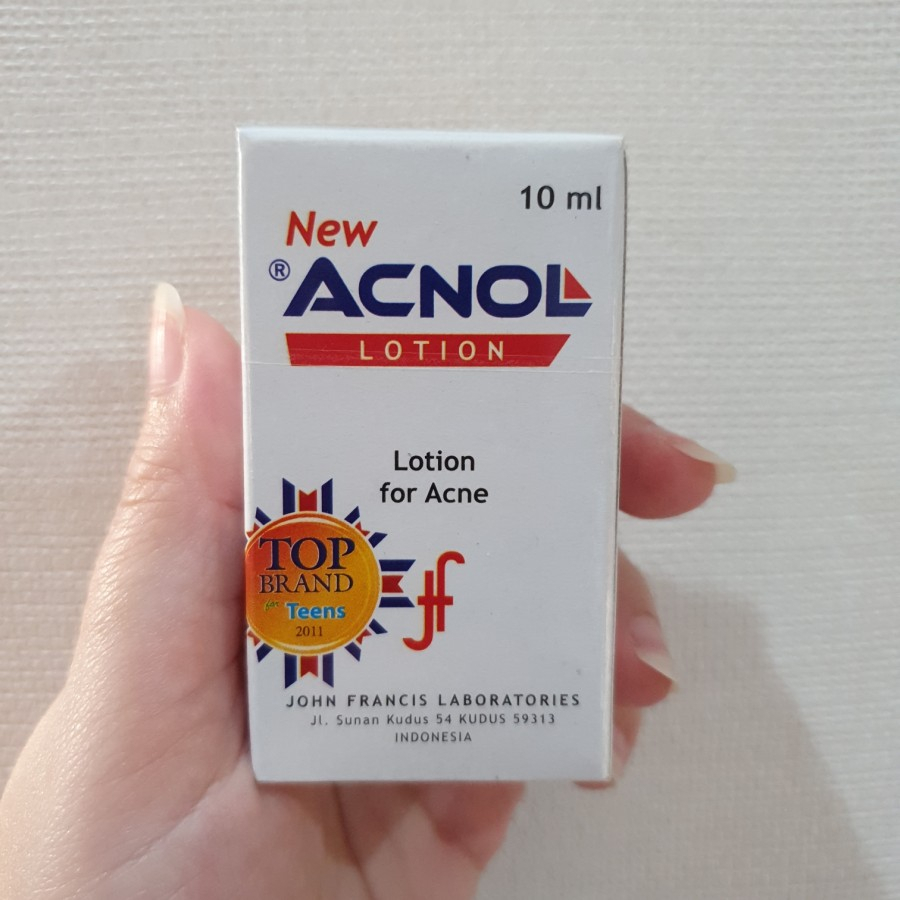 10 ml
New
® ACNOL
LOTION
Lotion
for Acne
TOP
BRAND
for Teens
2011
jf
JOHN FRANCIS LABORATORIES
Jl. Sunan Kudus 54 KUDUS 59313
INDONESIA